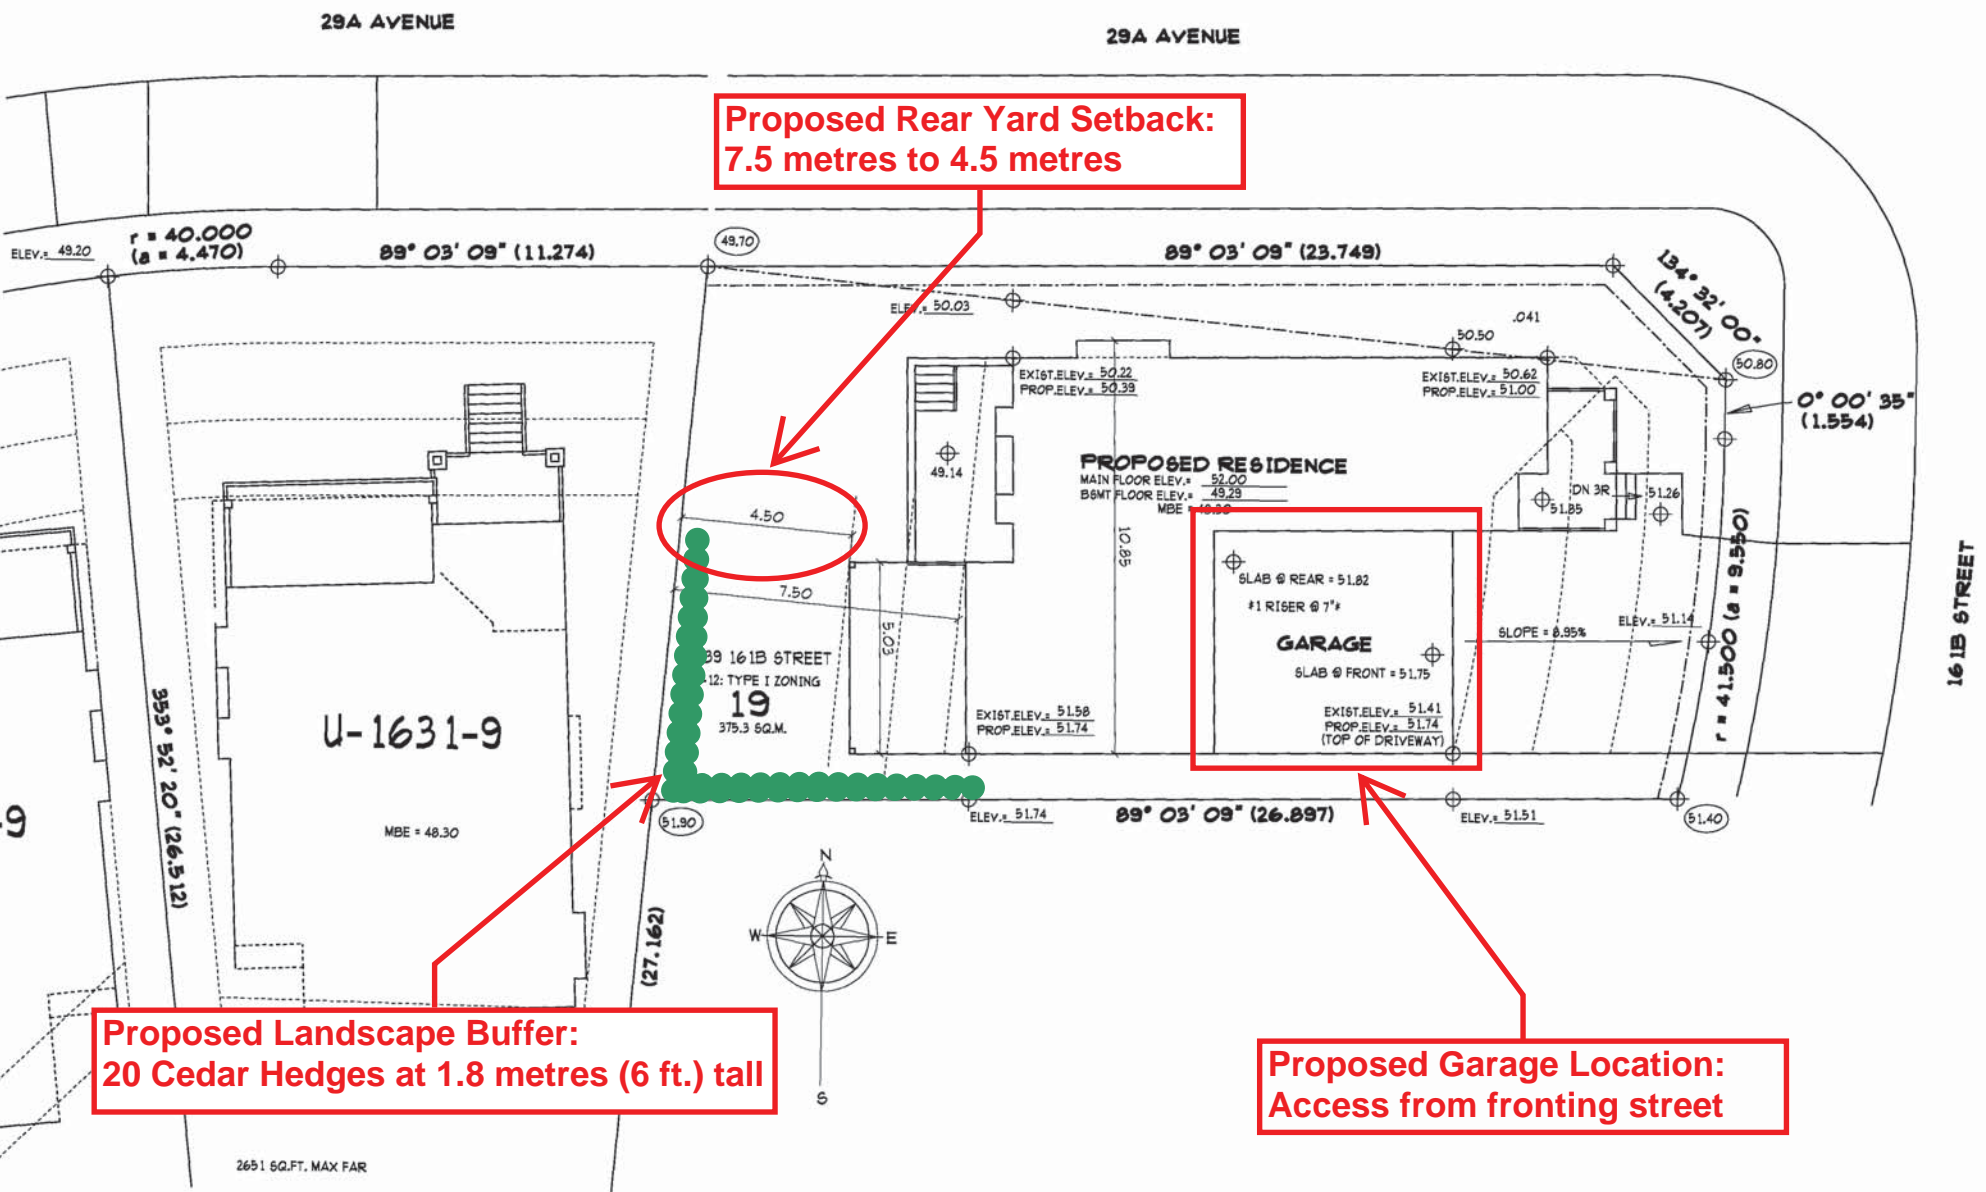 29A AVENUE
29A AVENUE
Proposed Rear Yard Setback:
7.5 metres to 4.5 metres
ELEV.= 49.20
r = 40.000
(a = 4.470)
89° 03' 09" (11.274)
49.70
89° 03' 09" (23.749)
134° 32' 00"
(4.207)
ELEV.= 50.03
.041
50.50
50.80
EXIST.ELEV.= 50.22
PROP.ELEV.= 50.39
EXIST.ELEV.= 50.62
PROP.ELEV.= 51.00
0° 00' 35"
(1.554)
49.14
PROPOSED RESIDENCE
MAIN FLOOR ELEV.= 52.00
BSMT FLOOR ELEV.= 49.29
MBE =
DN 3R
51.26
51.85
4.50
10.85
SLAB @ REAR = 51.82
#1 RISER @ 7"±
7.50
5.03
GARAGE
SLOPE = 8.95%
ELEV.= 51.14
r = 41.500 (a = 9.550)
161B STREET
39 161B STREET
-12: TYPE I ZONING
19
375.3 SQ.M.
SLAB @ FRONT = 51.75
EXIST.ELEV.= 51.58
PROP.ELEV.= 51.74
EXIST.ELEV.= 51.41
PROP.ELEV.= 51.74
(TOP OF DRIVEWAY)
U-1631-9
353° 52' 20" (26.512)
-9
MBE = 48.30
51.90
ELEV.= 51.74
89° 03' 09" (26.897)
ELEV.= 51.51
51.40
(27.162)
N
W
E
S
Proposed Landscape Buffer:
20 Cedar Hedges at 1.8 metres (6 ft.) tall
Proposed Garage Location:
Access from fronting street
2651 SQ.FT. MAX FAR